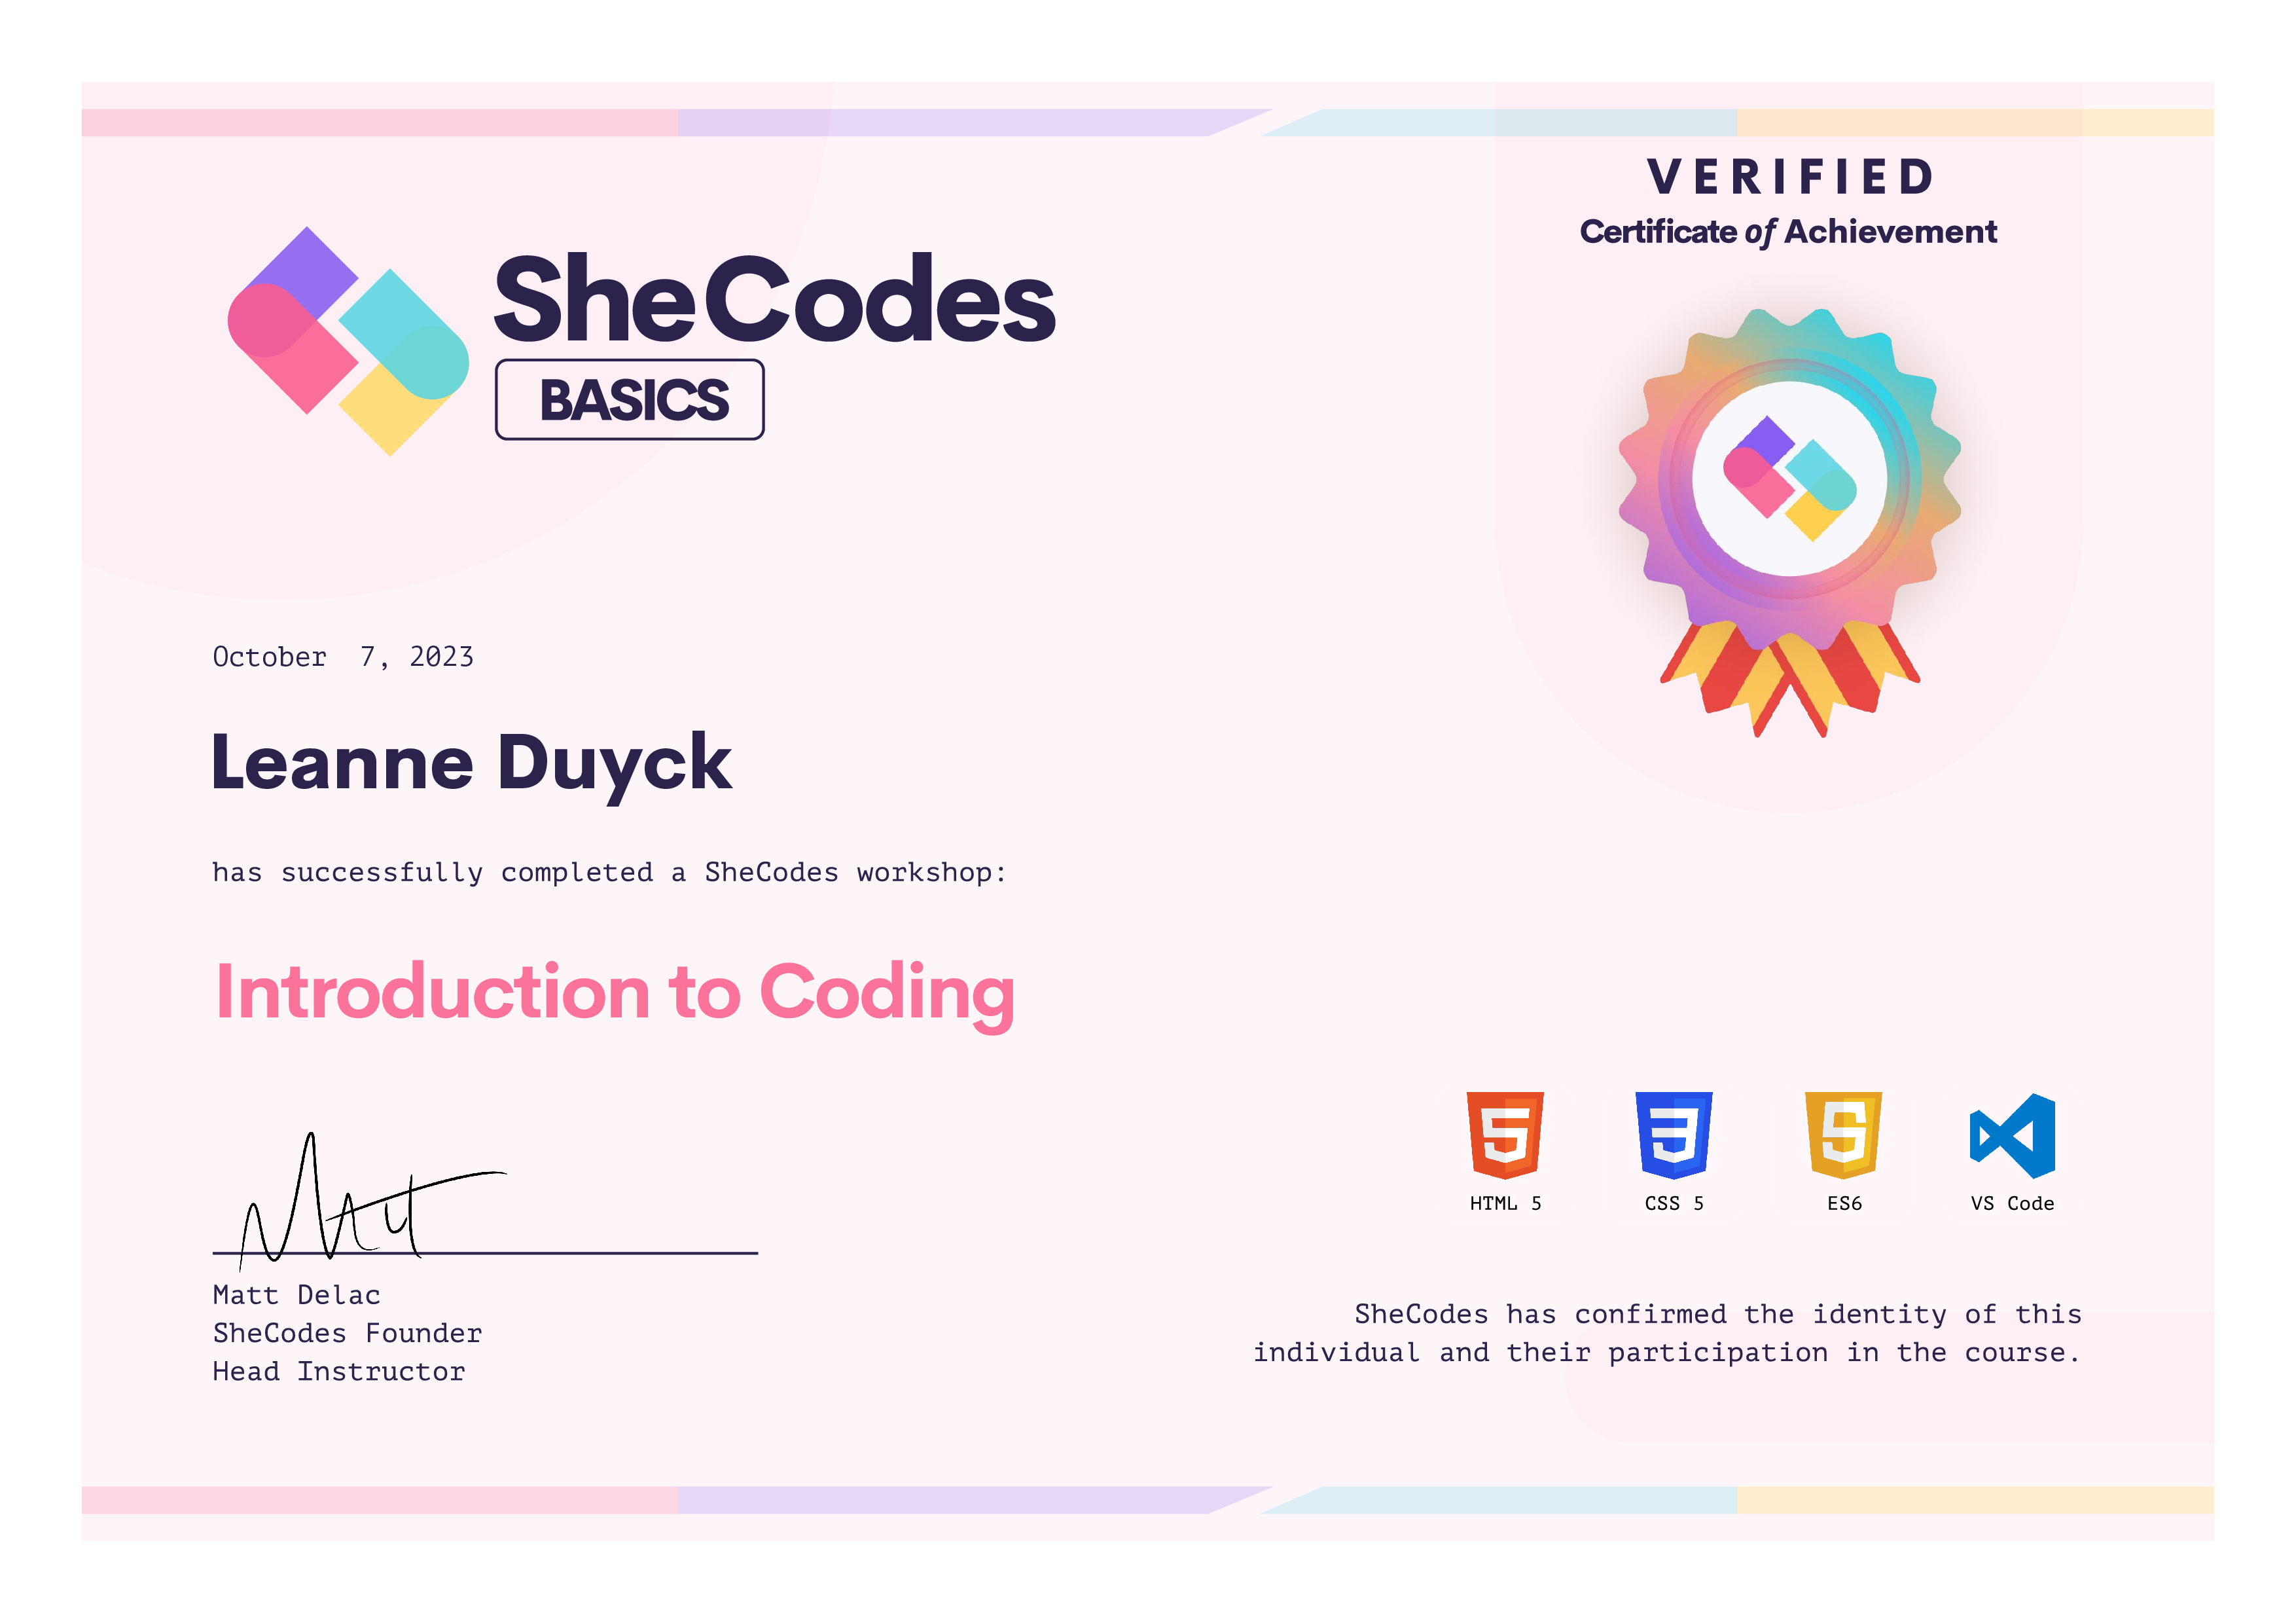 VERIFIED
Certificate of Achievement
SheCodes
BASICS
October  7, 2023
Leanne Duyck
has successfully completed a SheCodes workshop:
Introduction to Coding
HTML 5
CSS 5
ES6
VS Code
Matt
Matt Delac
SheCodes Founder
Head Instructor
SheCodes has confirmed the identity of this
individual and their participation in the course.